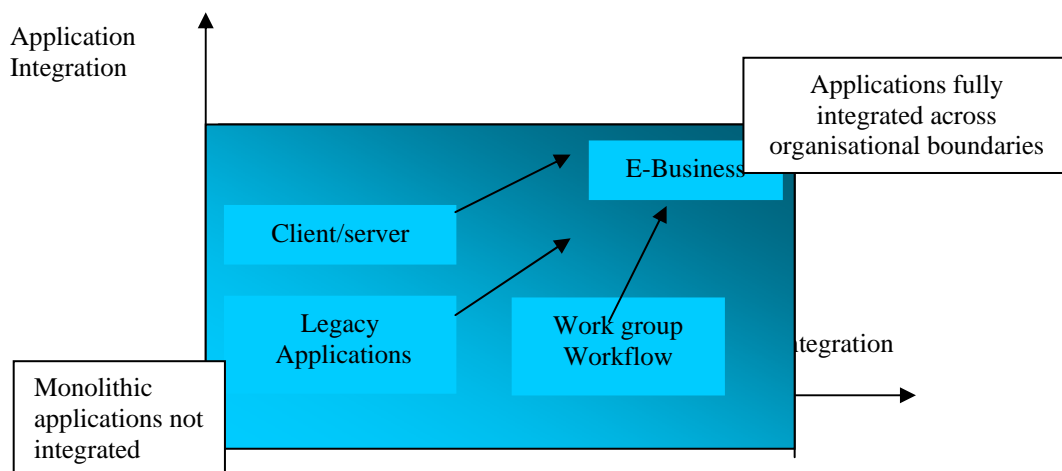 Application
Integration
Applications fully
integrated across
organisational boundaries
E-Business
Client/server
Legacy
Applications
Work group
Workflow
Monolithic
applications not
integrated